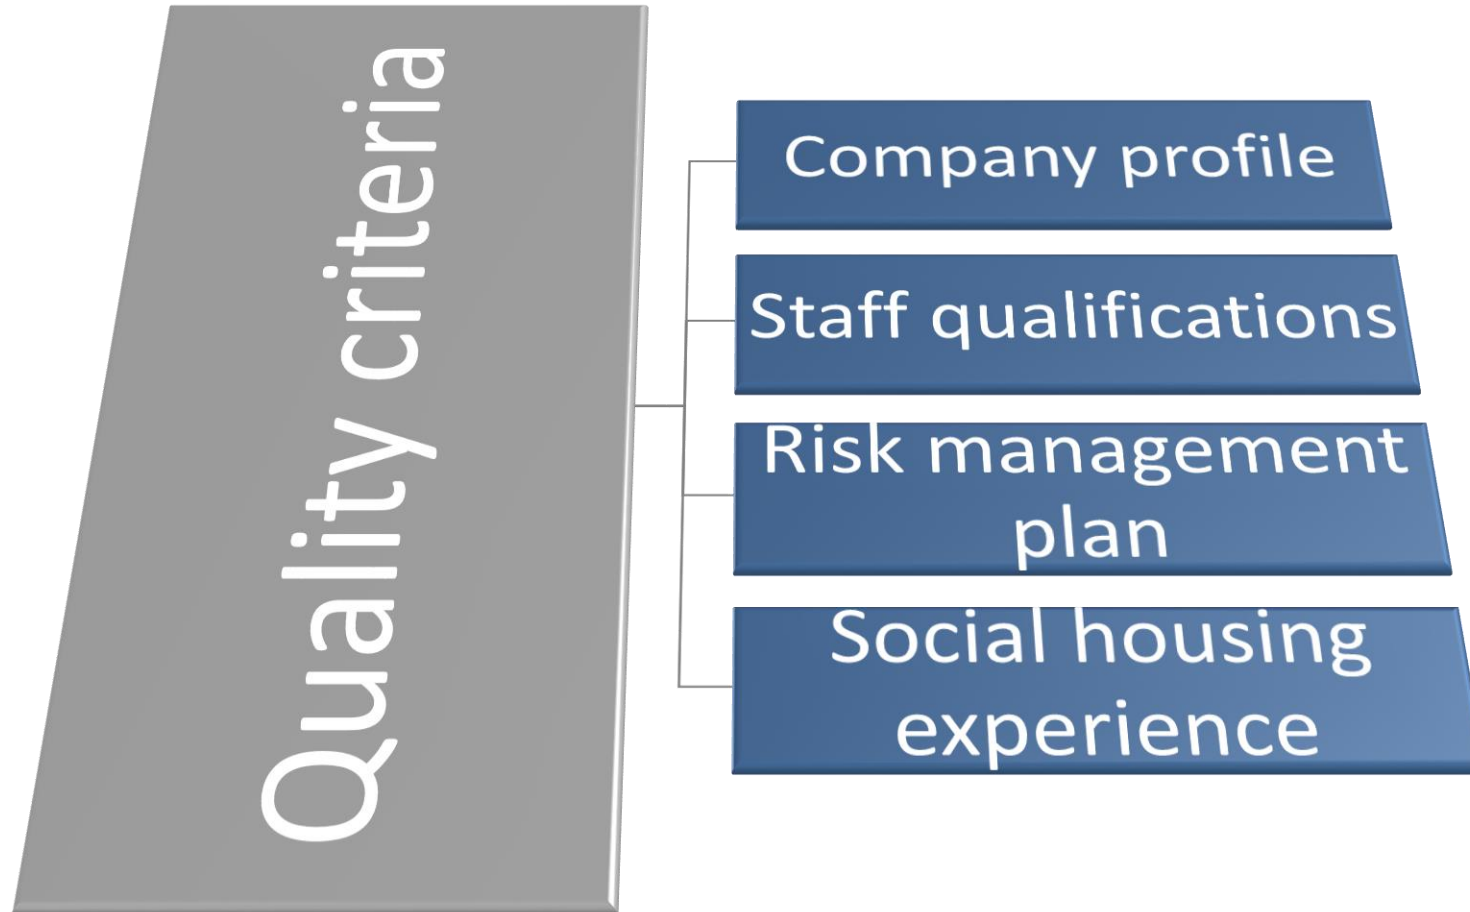 Quality criteria
Company profile
Staff qualifications
Risk management
plan
Social housing
experience